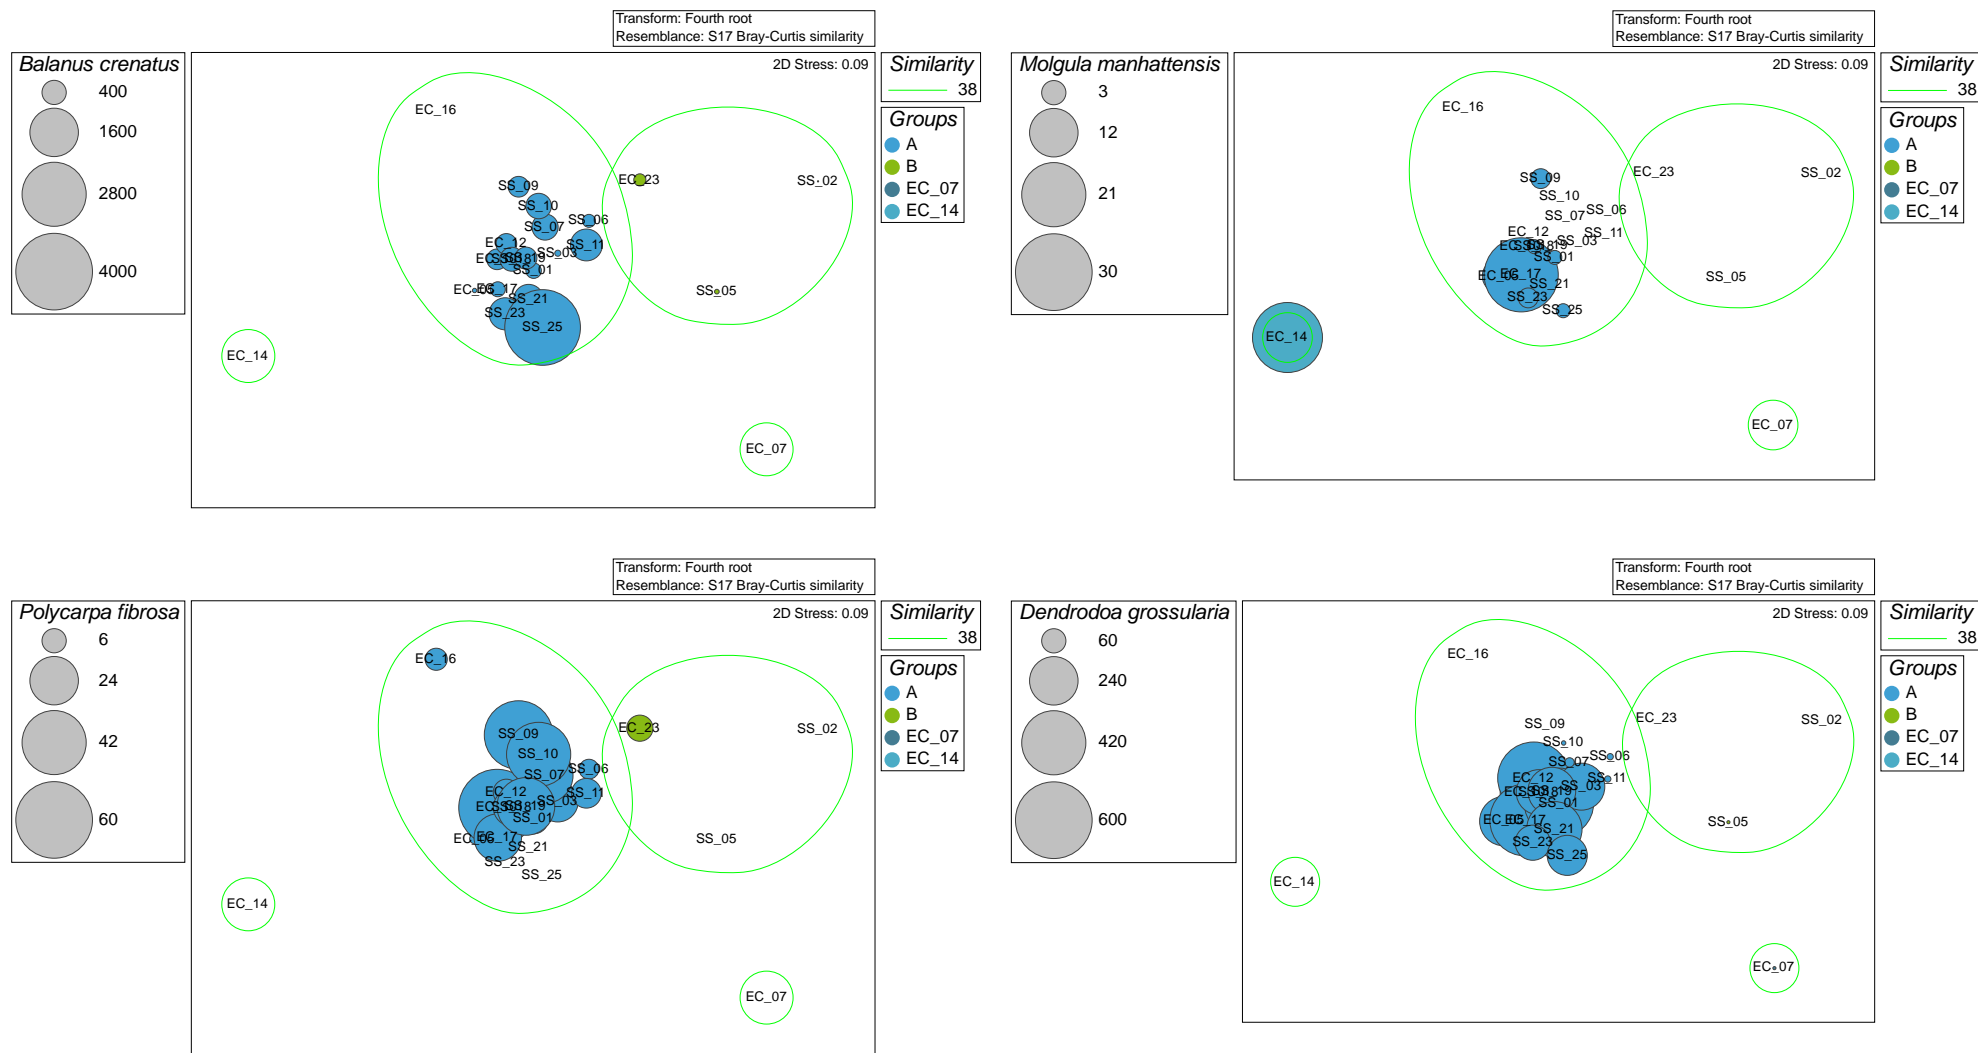 Transform: Fourth root
Resemblance: S17 Bray-Curtis similarity
Balanus crenatus
400
1600
2800
4000
2D Stress: 0.09
Similarity
38
Groups
A
B
EC_07
EC_14
EC_16
EC_23
SS_02
SS_09
SS_10
SS_06
SS_07
SS_11
EC_12
SS_03
SS_01
EC_17
SS_05
SS_21
SS_23
SS_25
EC_14
EC_07
Transform: Fourth root
Resemblance: S17 Bray-Curtis similarity
Molgula manhattensis
3
12
21
30
2D Stress: 0.09
Similarity
38
Groups
A
B
EC_07
EC_14
EC_16
EC_23
SS_02
SS_09
SS_10
SS_06
SS_07
SS_11
EC_12
SS_03
SS_01
EC_17
SS_05
SS_21
SS_23
SS_25
EC_14
EC_07
Transform: Fourth root
Resemblance: S17 Bray-Curtis similarity
Polycarpa fibrosa
6
24
42
60
2D Stress: 0.09
Similarity
38
Groups
A
B
EC_07
EC_14
EC_16
EC_23
SS_02
SS_09
SS_10
SS_06
SS_07
SS_11
EC_12
SS_03
SS_01
EC_17
SS_05
SS_21
SS_23
SS_25
EC_14
EC_07
Transform: Fourth root
Resemblance: S17 Bray-Curtis similarity
Dendrodoa grossularia
60
240
420
600
2D Stress: 0.09
Similarity
38
Groups
A
B
EC_07
EC_14
EC_16
EC_23
SS_02
SS_09
SS_10
SS_06
SS_07
SS_11
EC_12
SS_03
SS_01
SS_05
SS_21
SS_23
SS_25
EC_14
EC_07